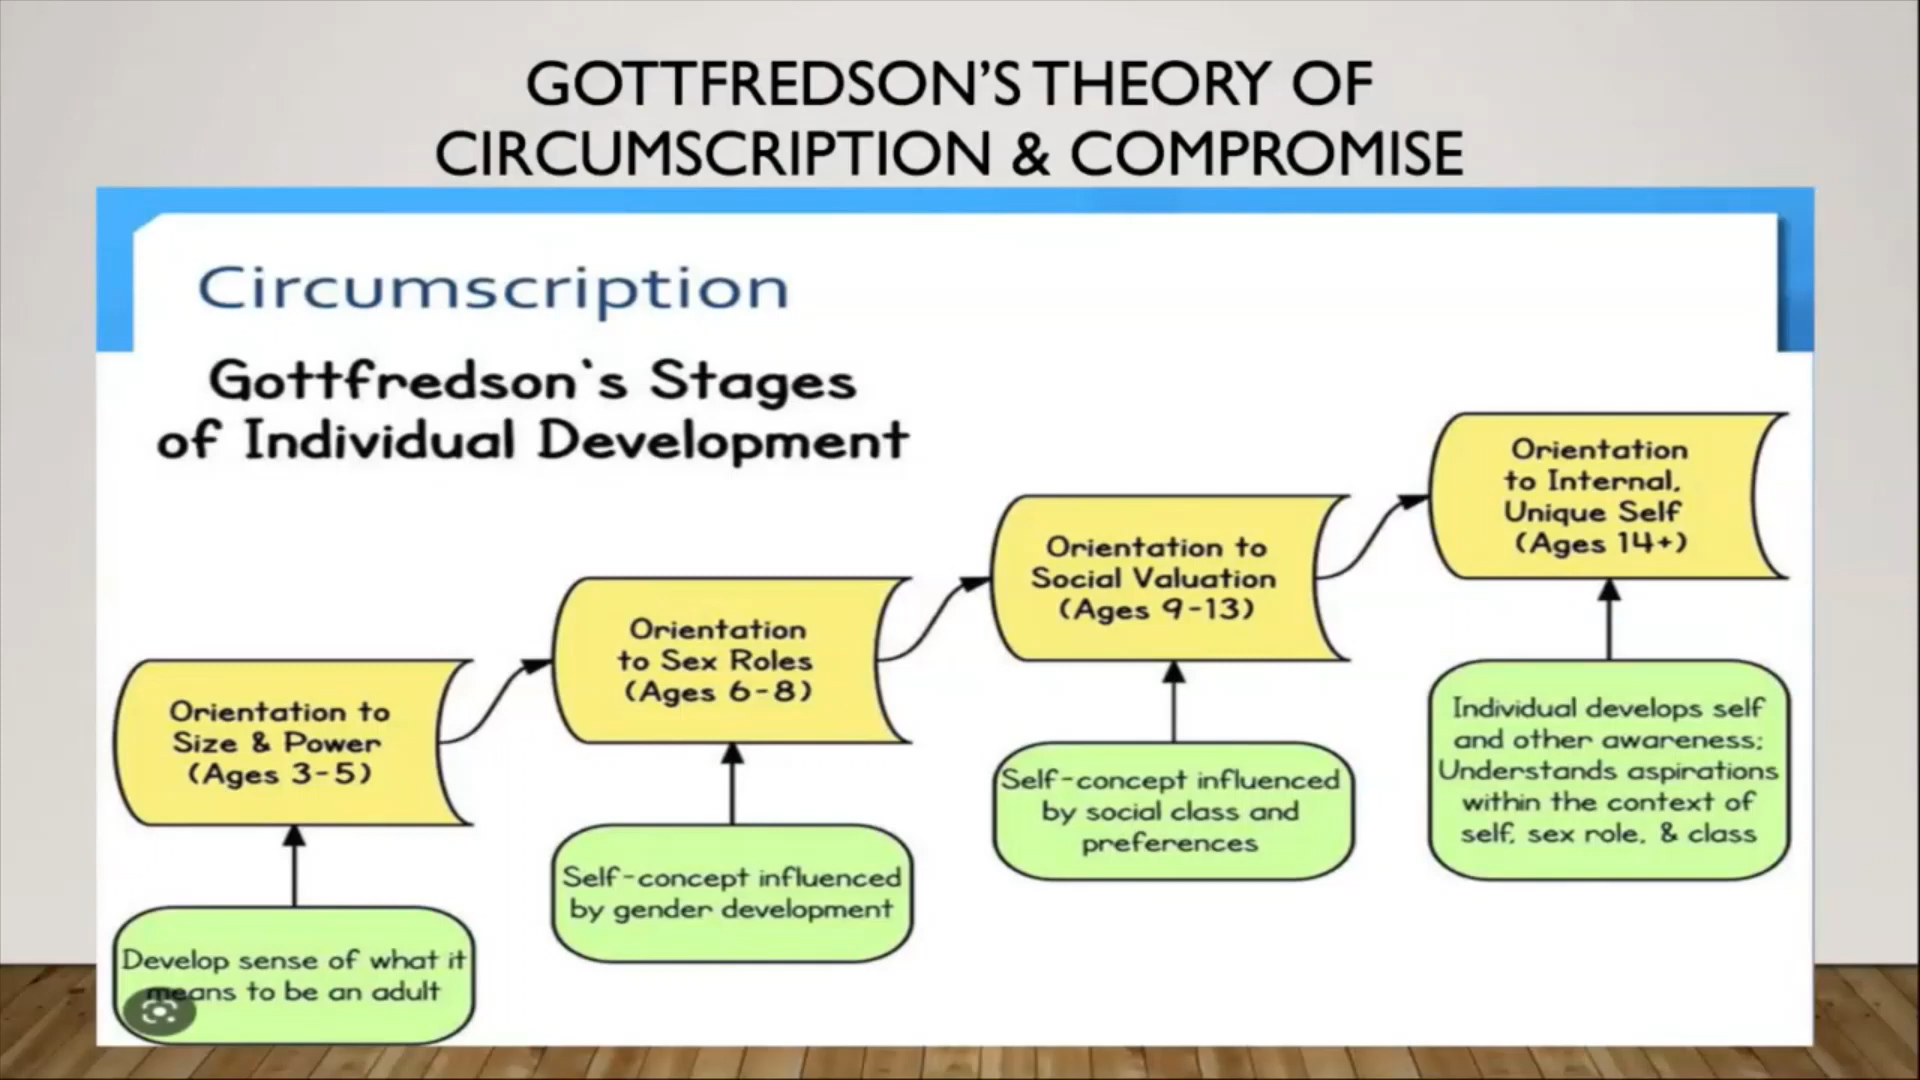 GOTTFREDSON'S THEORY OF
CIRCUMSCRIPTION & COMPROMISE
Circumscription
Gottfredson`s Stages
of Individual Development
Orientation to
Size & Power
(Ages 3-5)
Develop sense of what it
means to be an adult
Orientation
to Sex Roles
(Ages 6-8)
Self-concept influenced
by gender development
Orientation to
Social Valuation
(Ages 9-13)
Self-concept influenced
by social class and
preferences
Orientation
to Internal,
Unique Self
(Ages 14+)
Individual develops self
and other awareness;
Understands aspirations
within the context of
self, sex role, & class